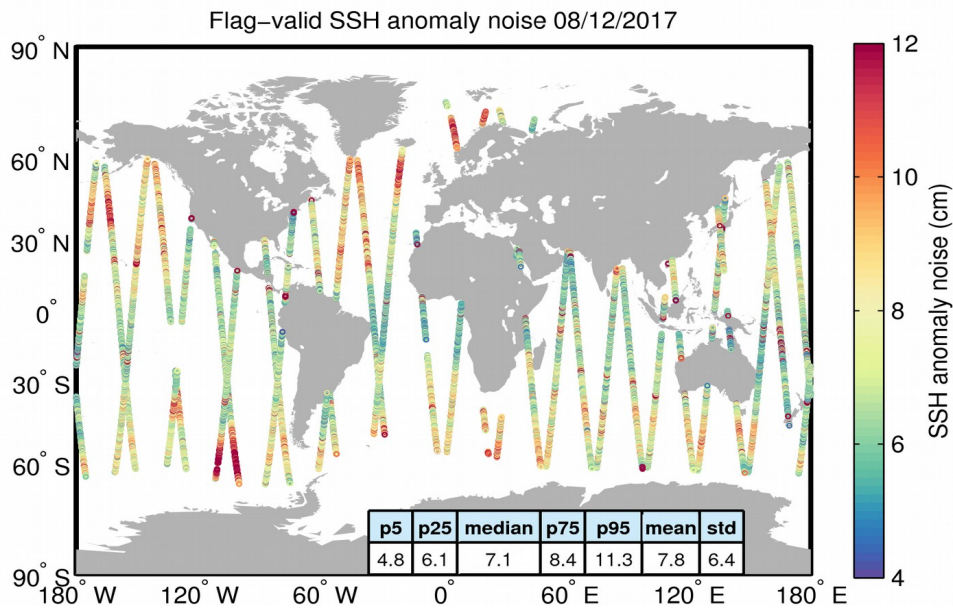 Flag−valid SSH anomaly noise 08/12/2017
90° N
60° N
30° N
0°
30° S
60° S
90° S
180° W
120° W
60° W
0°
60° E
120° E
180° E
12
10
8
6
4
SSH anomaly noise (cm)
p5 p25 median p75 p95 mean std
4.8 6.1 7.1 8.4 11.3 7.8 6.4